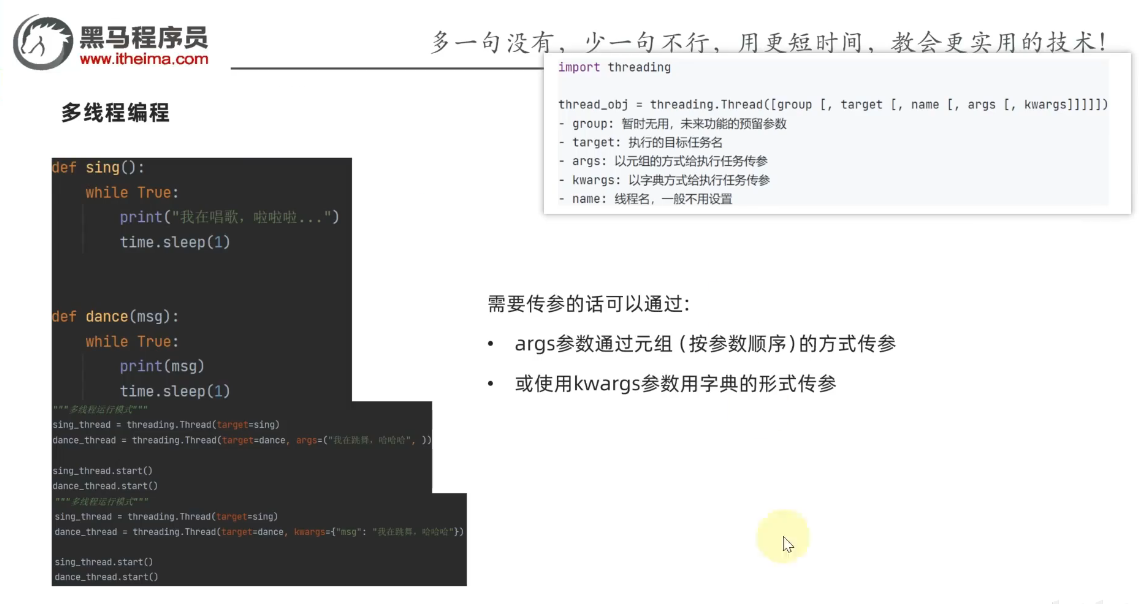 黑马程序员
www.itheima.com
多一句没有，少一句不行，用更短时间，教会更实用的技术！
多线程编程
import threading
thread_obj = threading.Thread([group [, target [, name [, args [, kwargs]]]]])
- group: 暂时无用，未来功能的预留参数
- target: 执行的目标任务名
- args: 以元组的方式给执行任务传参
- kwargs: 以字典方式给执行任务传参
- name: 线程名，一般不用设置
def sing():
while True:
print("我在唱歌，啦啦啦...")
time.sleep(1)
def dance(msg):
while True:
print(msg)
time.sleep(1)
"""多线程运行模式"""
sing_thread = threading.Thread(target=sing)
dance_thread = threading.Thread(target=dance, args=("我在跳舞，哈哈哈", ))
sing_thread.start()
dance_thread.start()
"""多线程运行模式"""
sing_thread = threading.Thread(target=sing)
dance_thread = threading.Thread(target=dance, kwargs={"msg": "我在跳舞，哈哈哈"})
sing_thread.start()
dance_thread.start()
需要传参的话可以通过:
• args参数通过元组（按参数顺序）的方式传参
• 或使用kwargs参数用字典的形式传参